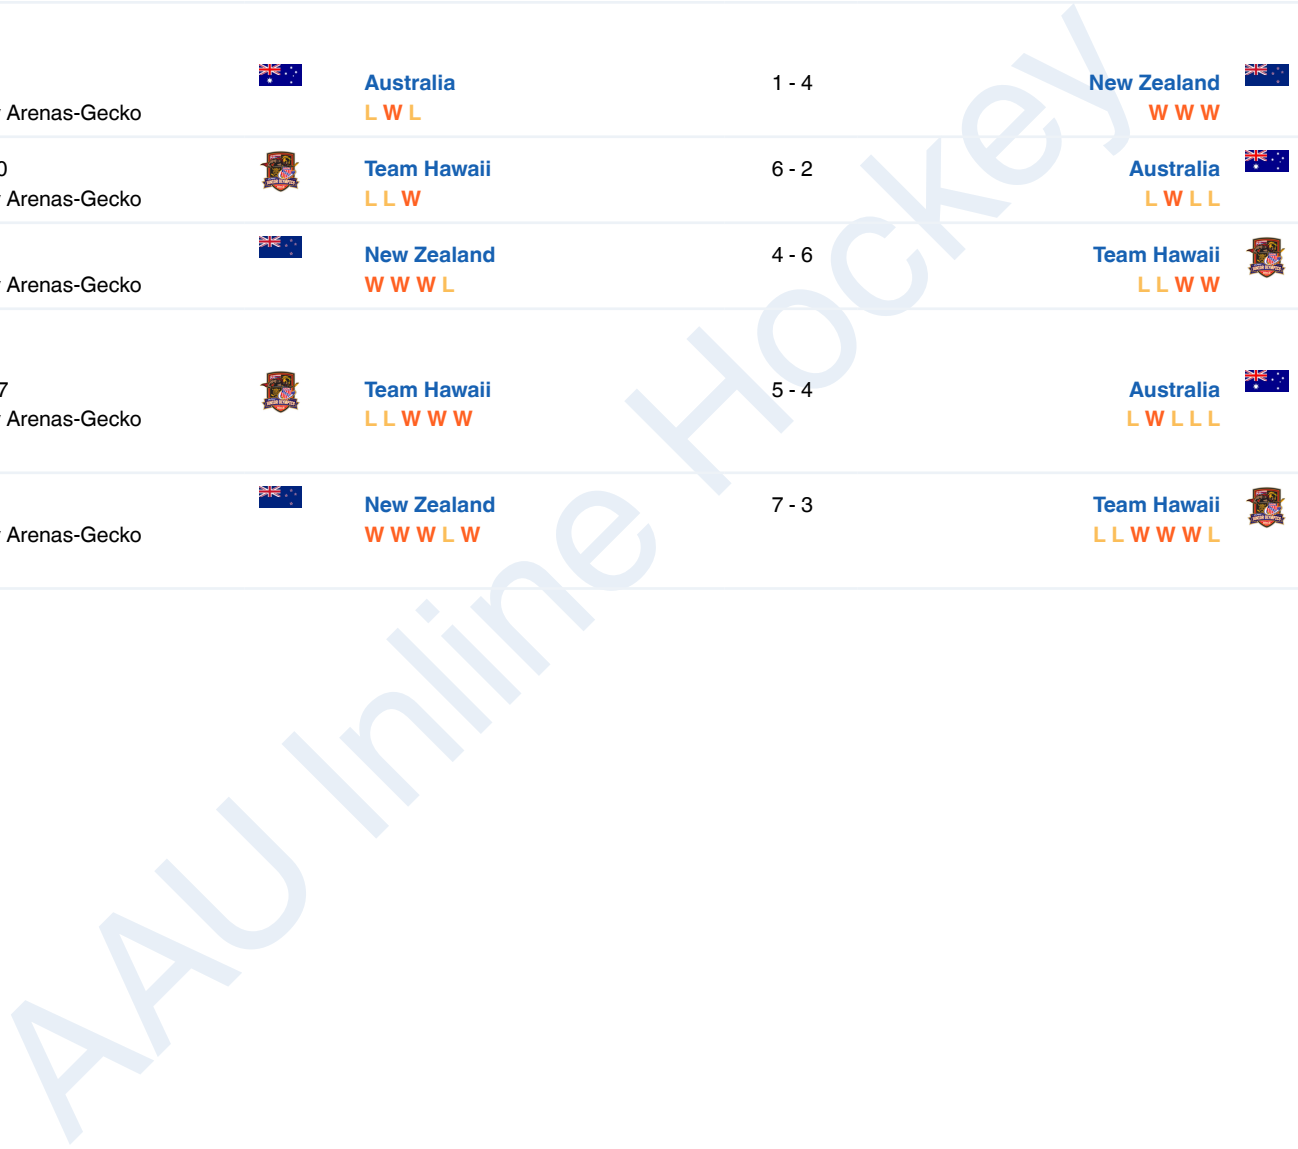 Australia 1 - 4 New Zealand
Arenas-Gecko L W L W W W
0 Team Hawaii 6 - 2 Australia
Arenas-Gecko L L W L W L L
New Zealand 4 - 6 Team Hawaii
Arenas-Gecko W W W L L L W W
7 Team Hawaii 5 - 4 Australia
Arenas-Gecko L L W W W L W L L L
New Zealand 7 - 3 Team Hawaii
Arenas-Gecko W W W L W L L W W W L
AAU Inline Hockey